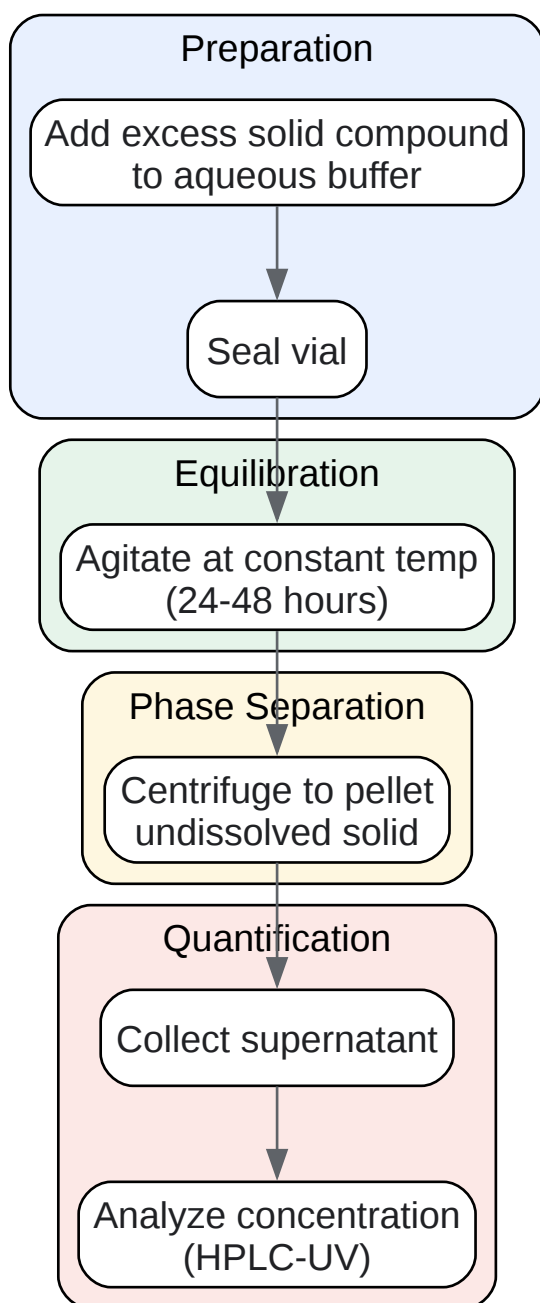 Preparation
Add excess solid compound
to aqueous buffer
Seal vial
Equilibration
Agitate at constant temp
(24-48 hours)
Phase Separation
Centrifuge to pellet
undissolved solid
Quantification
Collect supernatant
Analyze concentration
(HPLC-UV)